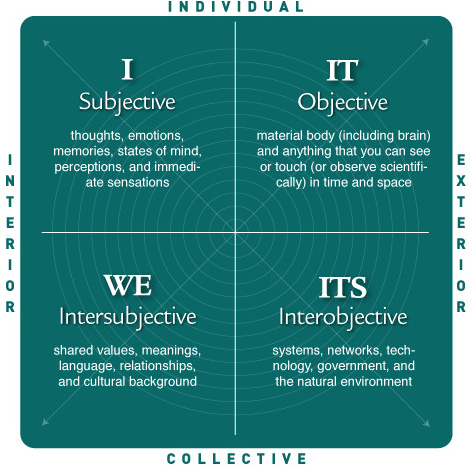 INDIVIDUAL
INTERIOR
EXTERIOR
I
Subjective
thoughts, emotions,
memories, states of mind,
perceptions, and immedi-
ate sensations
IT
Objective
material body (including brain)
and anything that you can see
or touch (or observe scientifi-
cally) in time and space
WE
Intersubjective
shared values, meanings,
language, relationships,
and cultural background
ITS
Interobjective
systems, networks, tech-
nology, government, and
the natural environment
COLLECTIVE